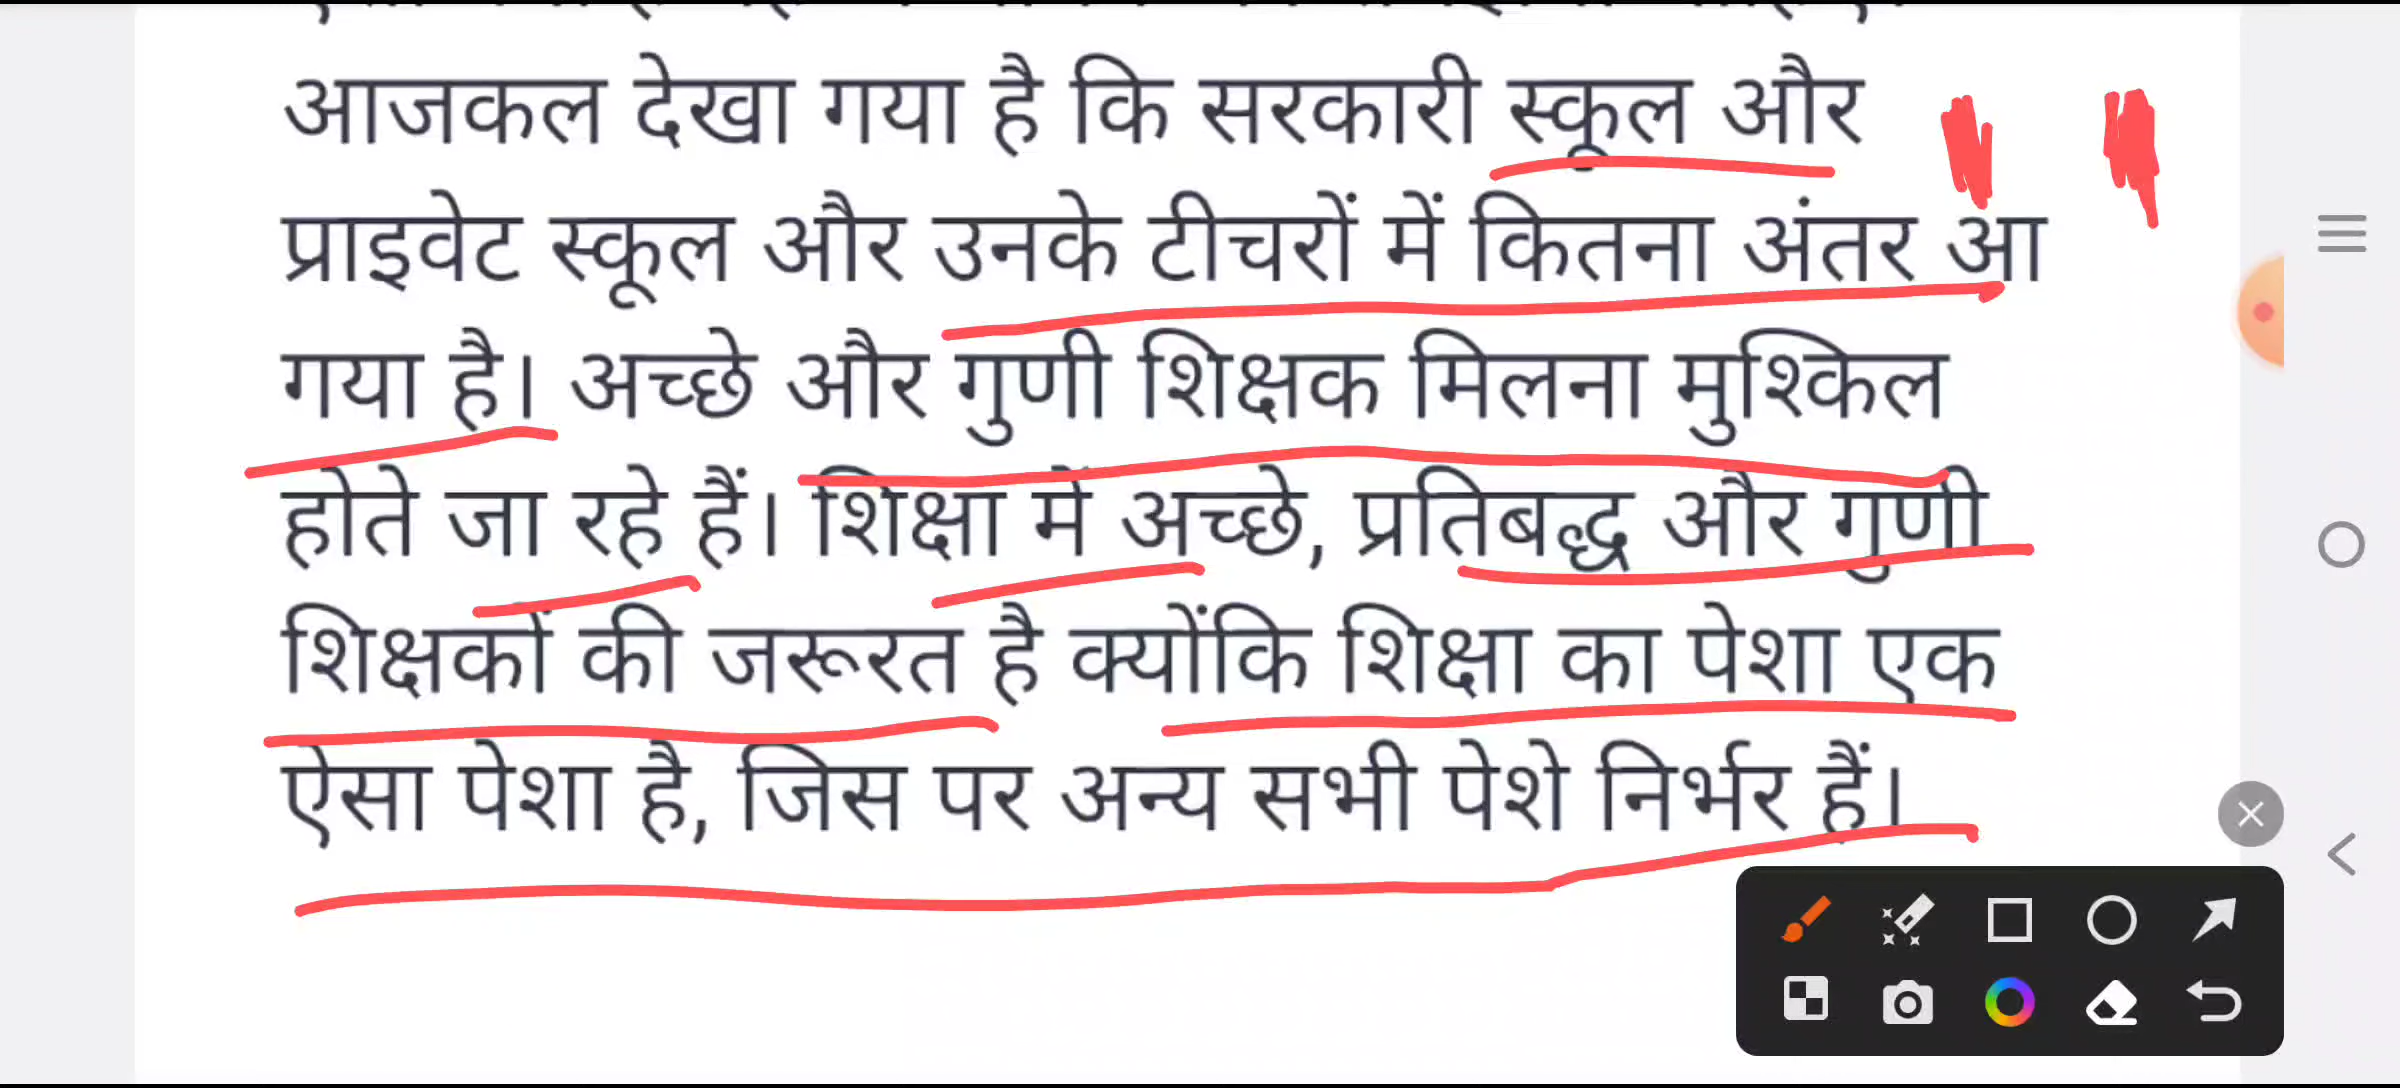 आजकल देखा गया है कि सरकारी स्कूल और
प्राइवेट स्कूल और उनके टीचरों में कितना अंतर आ
गया है। अच्छे और गुणी शिक्षक मिलना मुश्किल
होते जा रहे हैं। शिक्षा में अच्छे, प्रतिबद्ध और गुणी
शिक्षकों की जरूरत है क्योंकि शिक्षा का पेशा एक
ऐसा पेशा है, जिस पर अन्य सभी पेशे निर्भर हैं।